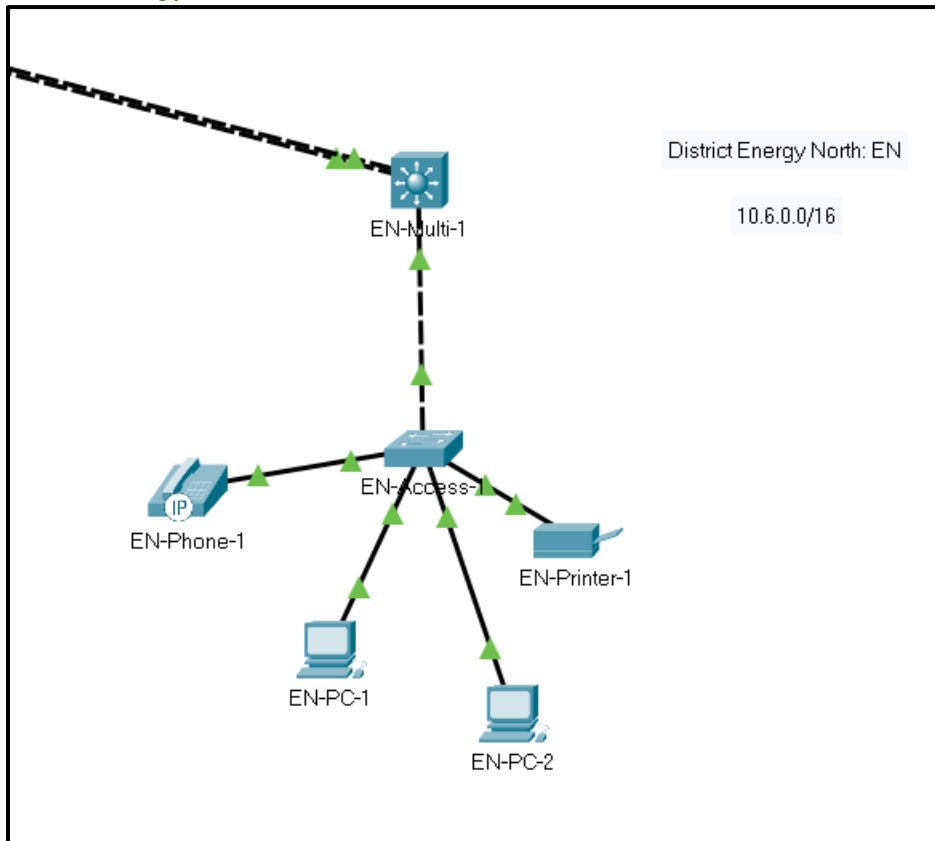 District Energy North: EN
10.6.0.0/16
EN-Multi-1
EN-Access-1
IP
EN-Phone-1
EN-Printer-1
EN-PC-1
EN-PC-2